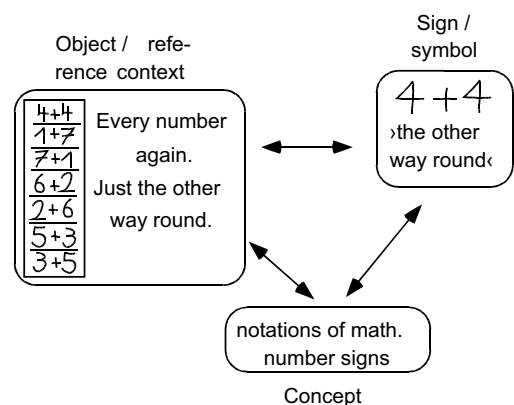 Object / refe-
rence context
4+4
1+7
7+1
6+2
2+6
5+3
3+5
Every number
again.
Just the other
way round.
Sign /
symbol
4+4
›the other
way round‹
notations of math.
number signs
Concept